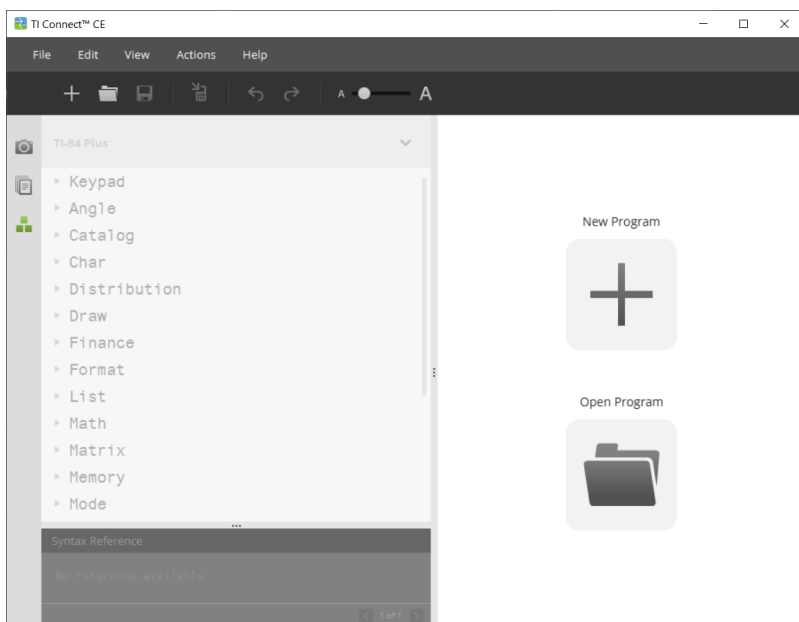 TI Connect™ CE
File Edit View Actions Help
A A
TI-84 Plus
Keypad
Angle
Catalog
Char
Distribution
Draw
Finance
Format
List
Math
Matrix
Memory
Mode
Syntax Reference
No reference available
1 of 1
New Program
Open Program